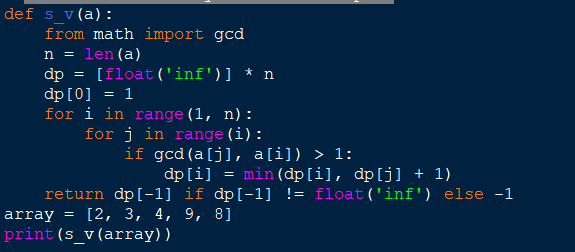 def s_v(a):
    from math import gcd
    n = len(a)
    dp = [float('inf')] * n
    dp[0] = 1
    for i in range(1, n):
        for j in range(i):
            if gcd(a[j], a[i]) > 1:
                dp[i] = min(dp[i], dp[j] + 1)
    return dp[-1] if dp[-1] != float('inf') else -1
array = [2, 3, 4, 9, 8]
print(s_v(array))